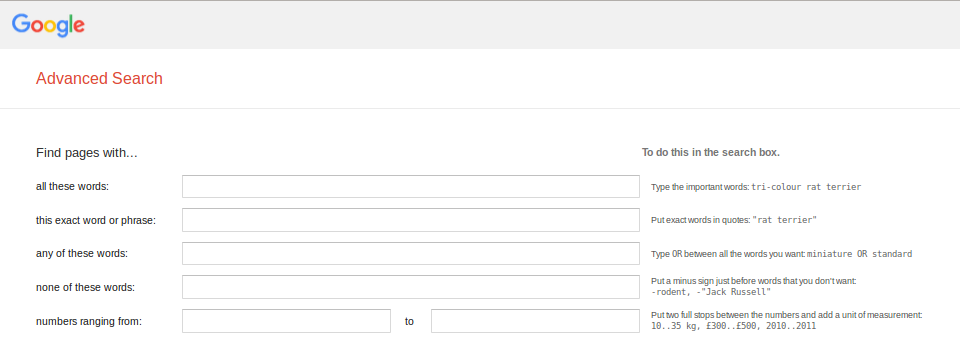 Google
Advanced Search
Find pages with...
To do this in the search box.
all these words:
Type the important words: tri-colour rat terrier
this exact word or phrase:
Put exact words in quotes: "rat terrier"
any of these words:
Type OR between all the words you want: miniature OR standard
none of these words:
Put a minus sign just before words that you don't want:
-rodent, -"Jack Russell"
numbers ranging from:
to
Put two full stops between the numbers and add a unit of measurement:
10..35 kg, £300..£500, 2010..2011